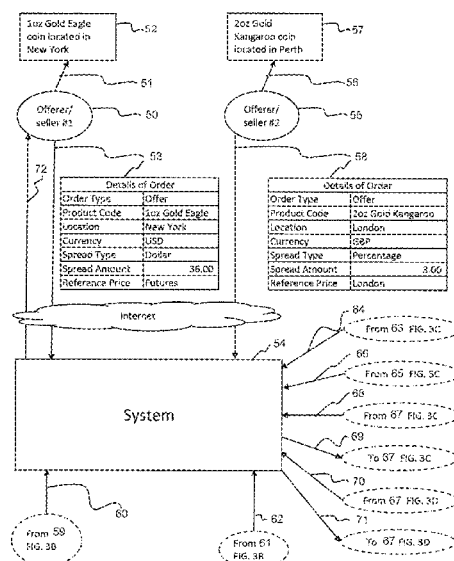 1oz Gold Eagle
coin located in
New York
52
2oz Gold
Kangaroo coin
located in Perth
57
51
56
Offerer/
seller #1
50
Offerer/
seller #2
55
72
53
58
Details of Order
Order Type Offer
Product Code 1oz Gold Eagle
Location New York
Currency USD
Spread Type Dollar
Spread Amount 36.00
Reference Price Futures
Details of Order
Order Type Offer
Product Code 2oz Gold Kangaroo
Location London
Currency GBP
Spread Type Percentage
Spread Amount 3.00
Reference Price London
Internet
54
System
64
From 63 FIG. 3C
66
From 65 FIG. 3C
68
From 67 FIG. 3C
69
To 67 FIG. 3C
70
From 67 FIG. 3D
71
To 67 FIG. 3D
60
From 59
FIG. 3B
62
From 61
FIG. 3B